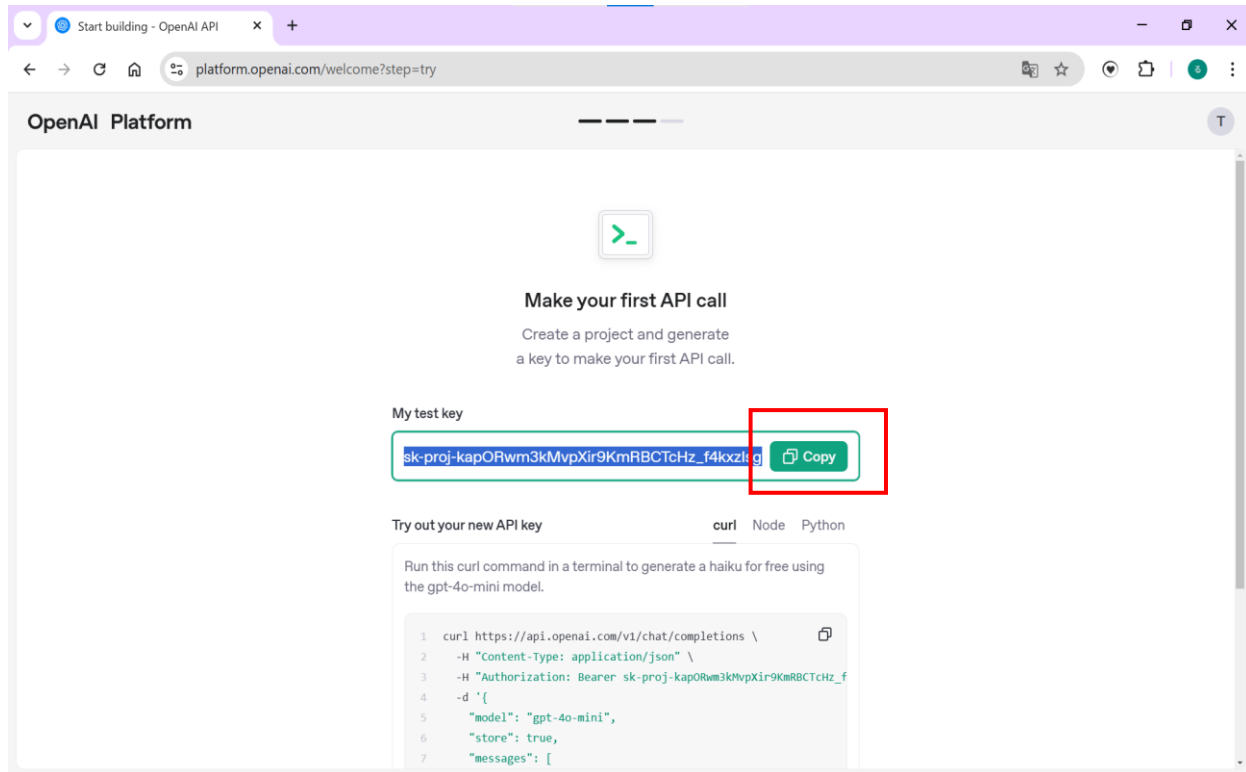 Start building - OpenAI API
platform.openai.com/welcome?step=try
OpenAI Platform
T
>_
Make your first API call
Create a project and generate
a key to make your first API call.
My test key
Copy
Try out your new API key curl Node Python
Run this curl command in a terminal to generate a haiku for free using
the gpt-4o-mini model.
1 curl https://api.openai.com/v1/chat/completions \
2 -H "Content-Type: application/json" \
3 -H "Authorization: Bearer sk-proj-kapORwm3kMvpXir9KmRBCTcHz_f
4 -d '{
5 "model": "gpt-4o-mini",
6 "store": true,
7 "messages": [